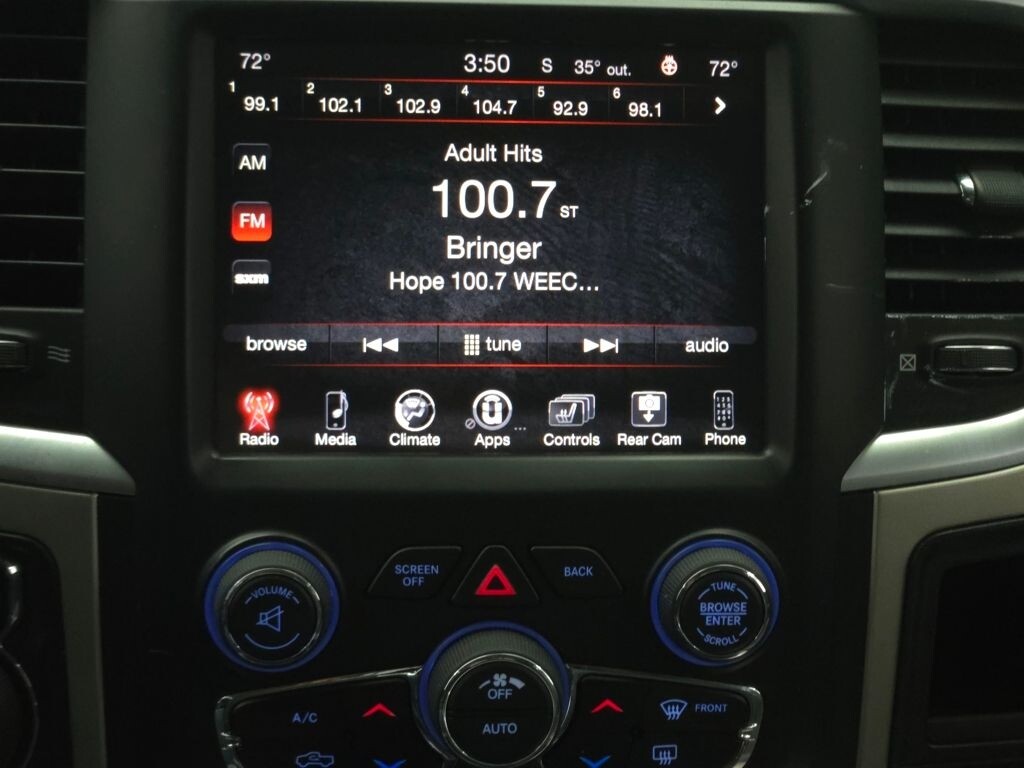 72° 3:50 S 35° out. 72°
1 99.1 2 102.1 3 102.9 4 104.7 5 92.9 6 98.1
Adult Hits
AM
100.7 ST
FM
Bringer
sxm
Hope 100.7 WEEC...
browse tune audio
Radio Media Climate Apps ... Controls Rear Cam Phone
SCREEN
OFF
BACK
VOLUME
TUNE
BROWSE
ENTER
SCROLL
OFF
A/C
AUTO
FRONT